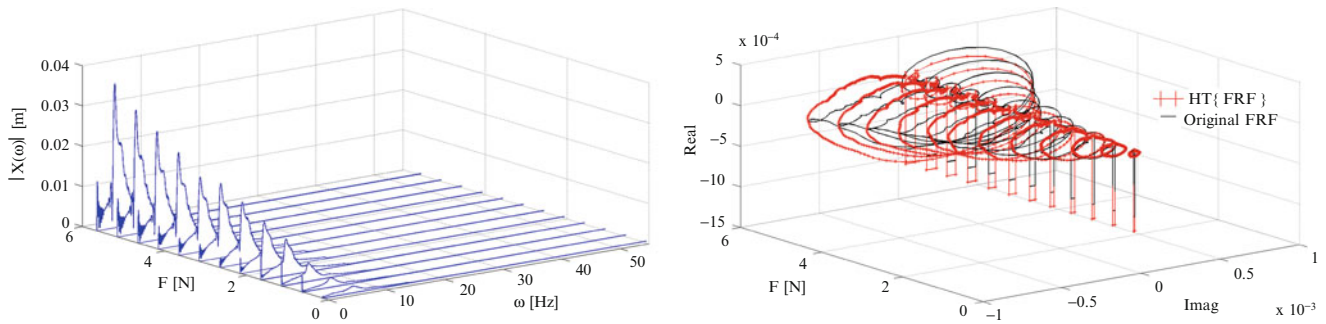 0.04
0.03
0.02
0.01
0
|X(ω)| [m]
6
4
2
0
F [N]
0
10
20
30
40
50
ω [Hz]
x 10⁻⁴
5
0
−5
−10
−15
Real
6
4
2
0
F [N]
−1
−0.5
0
0.5
1
Imag
x 10⁻³
HT{ FRF }
Original FRF